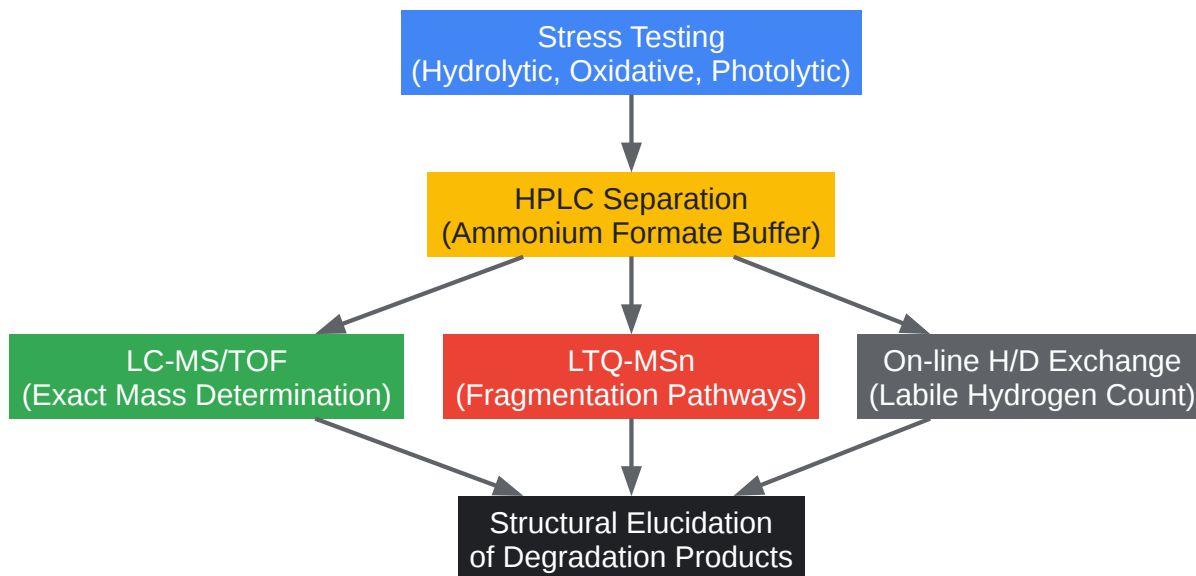 Stress Testing
(Hydrolytic, Oxidative, Photolytic)
HPLC Separation
(Ammonium Formate Buffer)
LC-MS/TOF
(Exact Mass Determination)
LTQ-MSn
(Fragmentation Pathways)
On-line H/D Exchange
(Labile Hydrogen Count)
Structural Elucidation
of Degradation Products